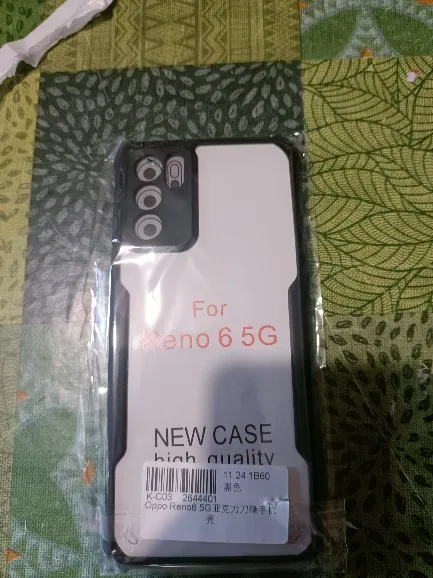 For
Reno 6 5G
NEW CASE
high quality
11 24 1B60
黑色
K-C03 2644401
Oppo Reno6 5G亚克力刀锋手机
壳